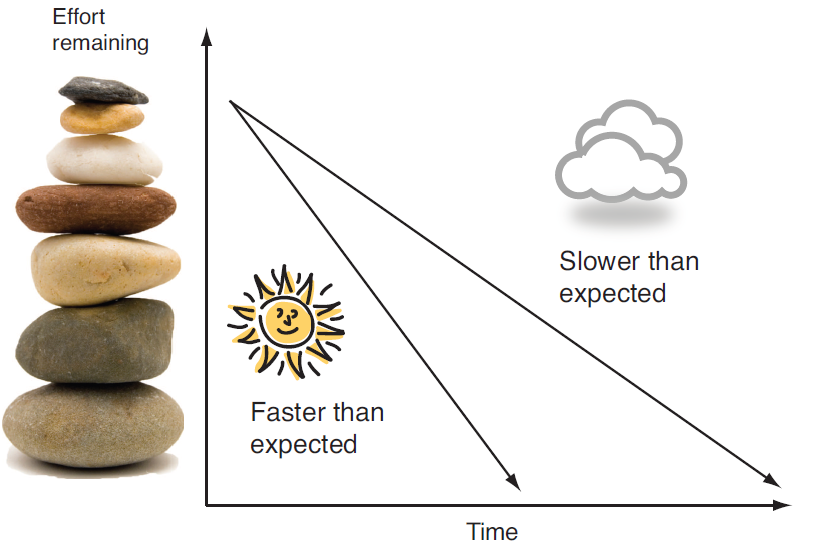 Effort
remaining
Slower than
expected
Faster than
expected
Time